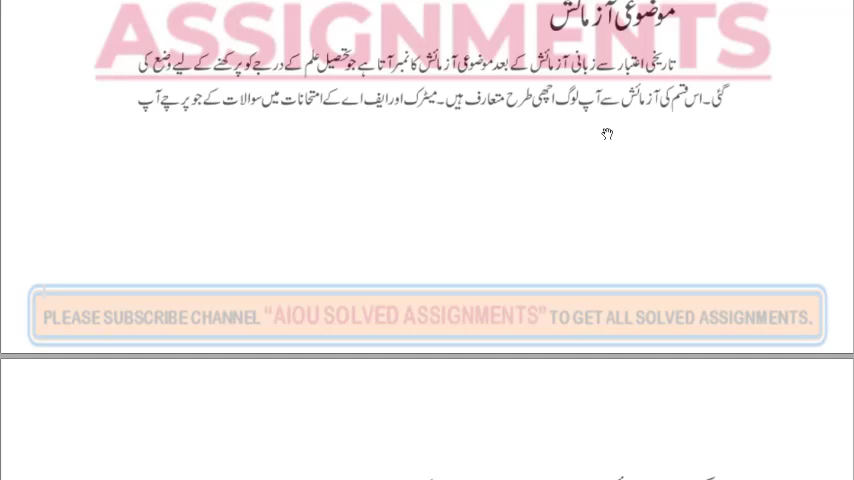 ASSIGNMENTS
موضوعی آزمائش
تاریخی اعتبار سے زبانی آزمائش کے بعد موضوعی آزمائش کا نمبر آتا ہے جو تحصیل علم کے درجے کو پرکھنے کے لیے وضع کی
گئی۔ اس قسم کی آزمائش سے آپ لوگ اچھی طرح متعارف ہیں۔ میٹرک اور ایف اے کے امتحانات میں سوالات کے جو پرچے آپ
PLEASE SUBSCRIBE CHANNEL “AIOU SOLVED ASSIGNMENTS” TO GET ALL SOLVED ASSIGNMENTS.